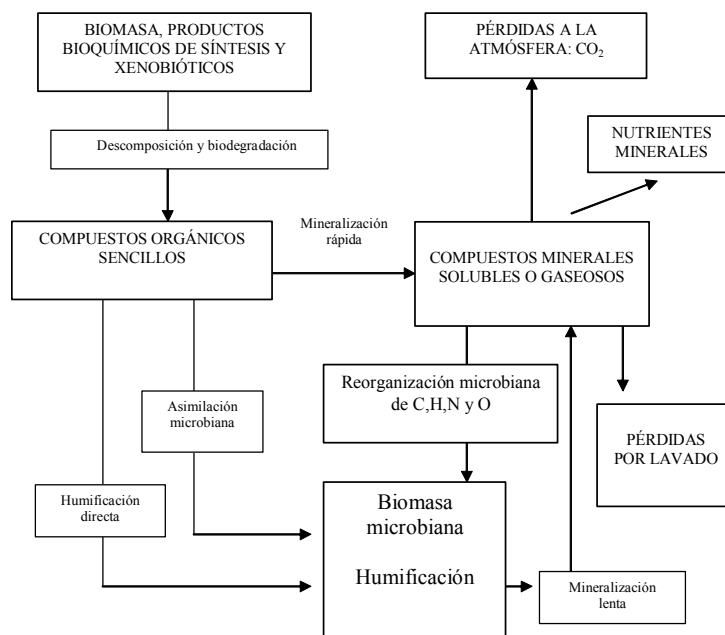 BIOMASA, PRODUCTOS
BIOQUÍMICOS DE SÍNTESIS Y
XENOBIÓTICOS
PÉRDIDAS A LA
ATMÓSFERA: CO₂
NUTRIENTES
MINERALES
Descomposición y biodegradación
COMPUESTOS ORGÁNICOS
SENCILLOS
Mineralización
rápida
COMPUESTOS MINERALES
SOLUBLES O GASEOSOS
Reorganización microbiana
de C,H,N y O
Asimilación
microbiana
PÉRDIDAS
POR LAVADO
Humificación
directa
Biomasa
microbiana
Humificación
Mineralización
lenta